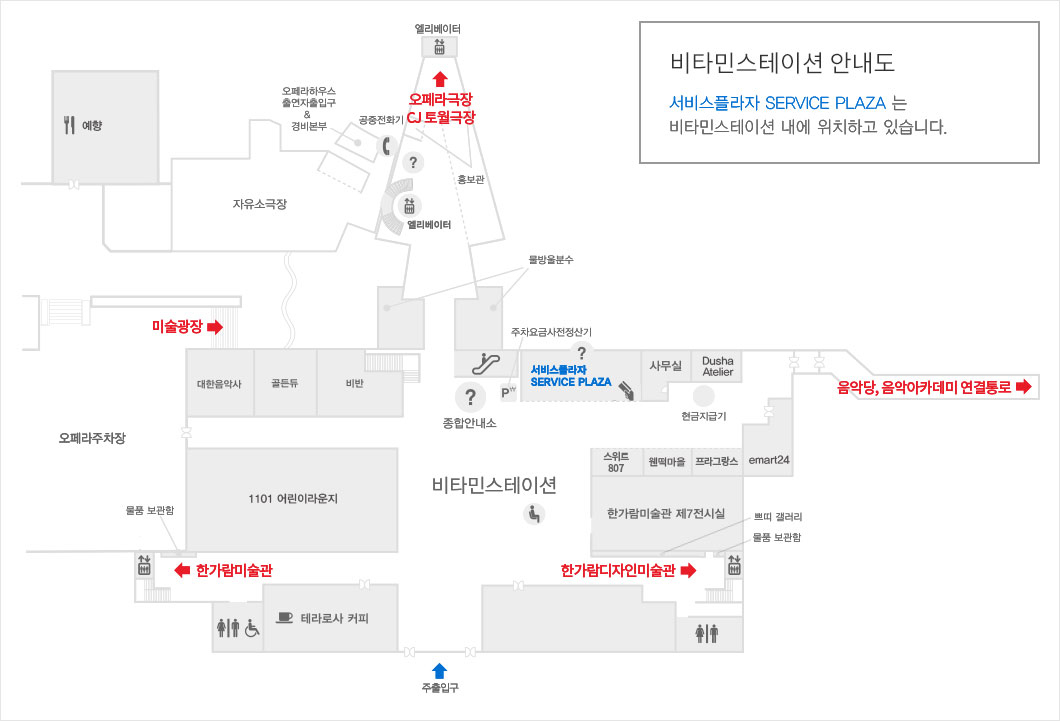 엘리베이터
비타민스테이션 안내도
서비스플라자 SERVICE PLAZA 는
비타민스테이션 내에 위치하고 있습니다.
오페라극장
CJ 토월극장
오페라하우스
출연자출입구
&
경비본부
공중전화기
예향
?
홍보관
자유소극장
엘리베이터
물방울분수
미술광장
주차요금사전정산기
?
서비스플라자
SERVICE PLAZA
사무실
Dusha
Atelier
대한음악사
골든듀
비반
?
P₩
종합안내소
현금지급기
음악당, 음악아카데미 연결통로
오페라주차장
스위트
807
웬떡마을
프라그랑스
emart24
비타민스테이션
1101 어린이라운지
물품 보관함
한가람미술관 제7전시실
쁘띠 갤러리
물품 보관함
한가람미술관
한가람디자인미술관
테라로사 커피
주출입구